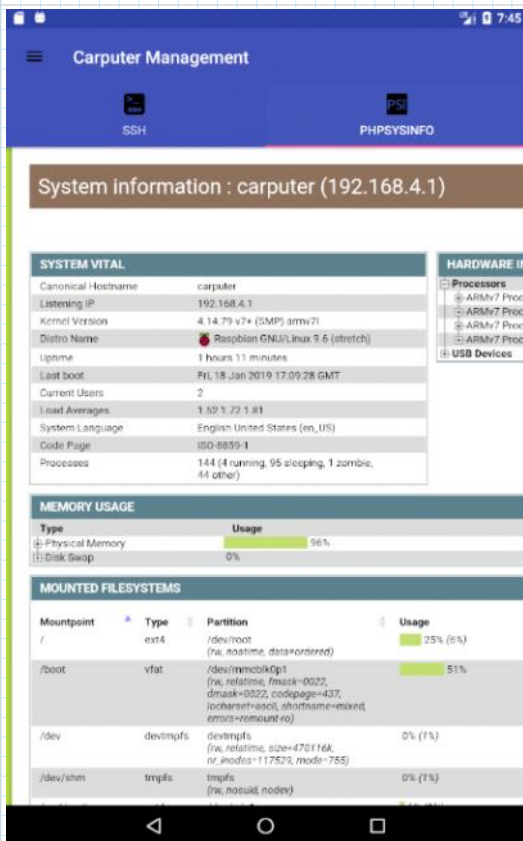 7:45
Carputer Management
SSH
PSI
PHPSYSINFO
System information : carputer (192.168.4.1)
SYSTEM VITAL
Canonical Hostname carputer
Listening IP 192.168.4.1
Kernel Version 4.14.79-v7+ (SMP) armv7l
Distro Name Raspbian GNU/Linux 9.6 (stretch)
Uptime 1 hours 11 minutes
Last boot Fri, 18 Jan 2019 17:09:28 GMT
Current Users 2
Load Averages 1.52 1.72 1.81
System Language English United States (en_US)
Code Page ISO-8859-1
Processes 144 (4 running, 95 sleeping, 1 zombie,
44 other)
HARDWARE IN
Processors
ARMv7 Proc
ARMv7 Proc
ARMv7 Proc
ARMv7 Proc
USB Devices
MEMORY USAGE
Type Usage
Physical Memory 96%
Disk Swap 0%
MOUNTED FILESYSTEMS
Mountpoint Type Partition Usage
/ ext4 /dev/root 25% (6%)
(rw, noatime, data=ordered)
/boot vfat /dev/mmcblk0p1 51%
(rw, relatime, fmask=0022,
dmask=0022, codepage=437,
iocharset=ascii, shortname=mixed,
errors=remount-ro)
/dev devtmpfs devtmpfs 0% (1%)
(rw, relatime, size=470116k,
nr_inodes=117529, mode=755)
/dev/shm tmpfs tmpfs 0% (1%)
(rw, nosuid, nodev)